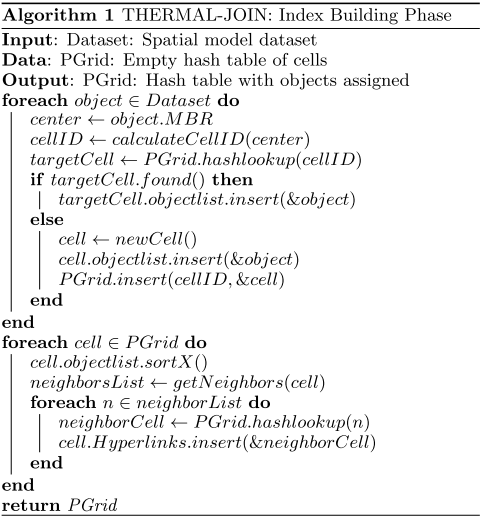 Algorithm 1 THERMAL-JOIN: Index Building Phase
Input: Dataset: Spatial model dataset
Data: PGrid: Empty hash table of cells
Output: PGrid: Hash table with objects assigned
foreach object ∈ Dataset do
center ← object.MBR
cellID ← calculateCellID(center)
targetCell ← PGrid.hashlookup(cellID)
if targetCell.found() then
targetCell.objectlist.insert(&object)
else
cell ← newCell()
cell.objectlist.insert(&object)
PGrid.insert(cellID, &cell)
end
end
foreach cell ∈ PGrid do
cell.objectlist.sortX()
neighborsList ← getNeighbors(cell)
foreach n ∈ neighborList do
neighborCell ← PGrid.hashlookup(n)
cell.Hyperlinks.insert(&neighborCell)
end
end
return PGrid